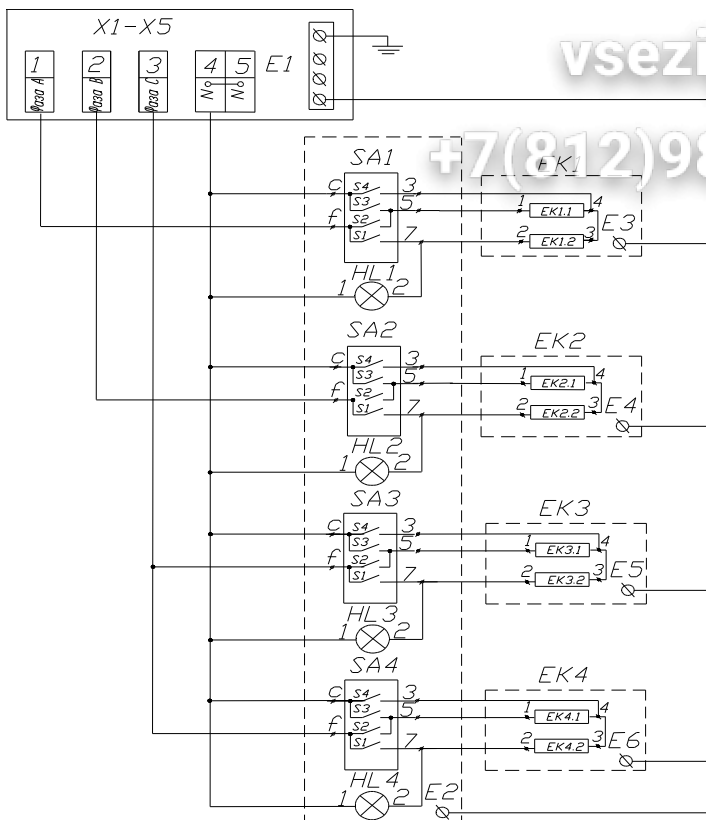 X1-X5
1 2 3 4 5 E1
Фаза А Фаза В Фаза С N N
vsezi
+7(812)98
SA1
EK1
C S4 3
S3 5
f S2
S1 7
1 EK1.1 4
2 EK1.2 3 E3
HL1
1 2
SA2
EK2
C S4 3
S3 5
f S2
S1 7
1 EK2.1 4
2 EK2.2 3 E4
HL2
1 2
SA3
EK3
C S4 3
S3 5
f S2
S1 7
1 EK3.1 4
2 EK3.2 3 E5
HL3
1 2
SA4
EK4
C S4 3
S3 5
f S2
S1 7
1 EK4.1 4
2 EK4.2 3 E6
HL4
1 2 E2